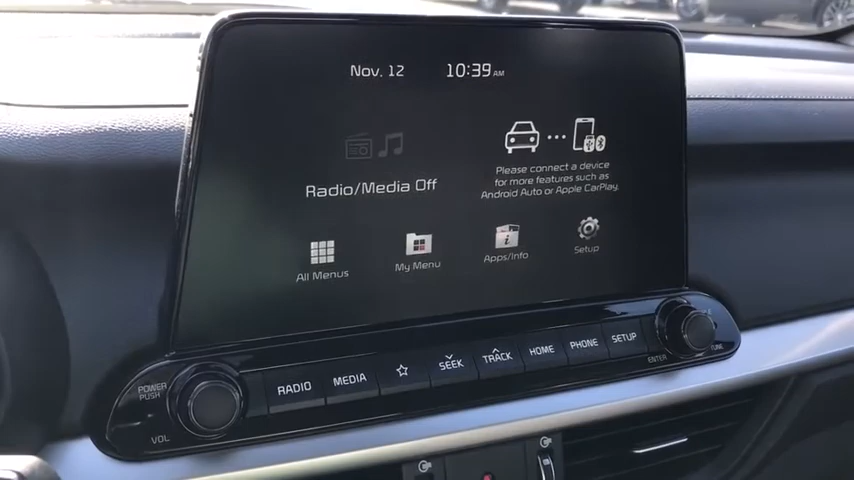 Nov. 12 10:39 AM
Radio/Media Off
Please connect a device
for more features such as
Android Auto or Apple CarPlay.
All Menus My Menu Apps/Info Setup
POWER
PUSH
VOL
RADIO MEDIA SEEK TRACK HOME PHONE SETUP
ENTER TUNE